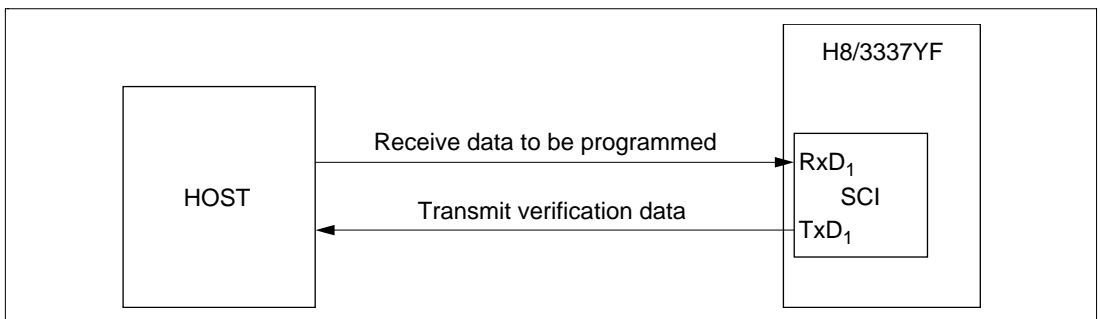 H8/3337YF
Receive data to be programmed
RxD₁
HOST
SCI
Transmit verification data
TxD₁